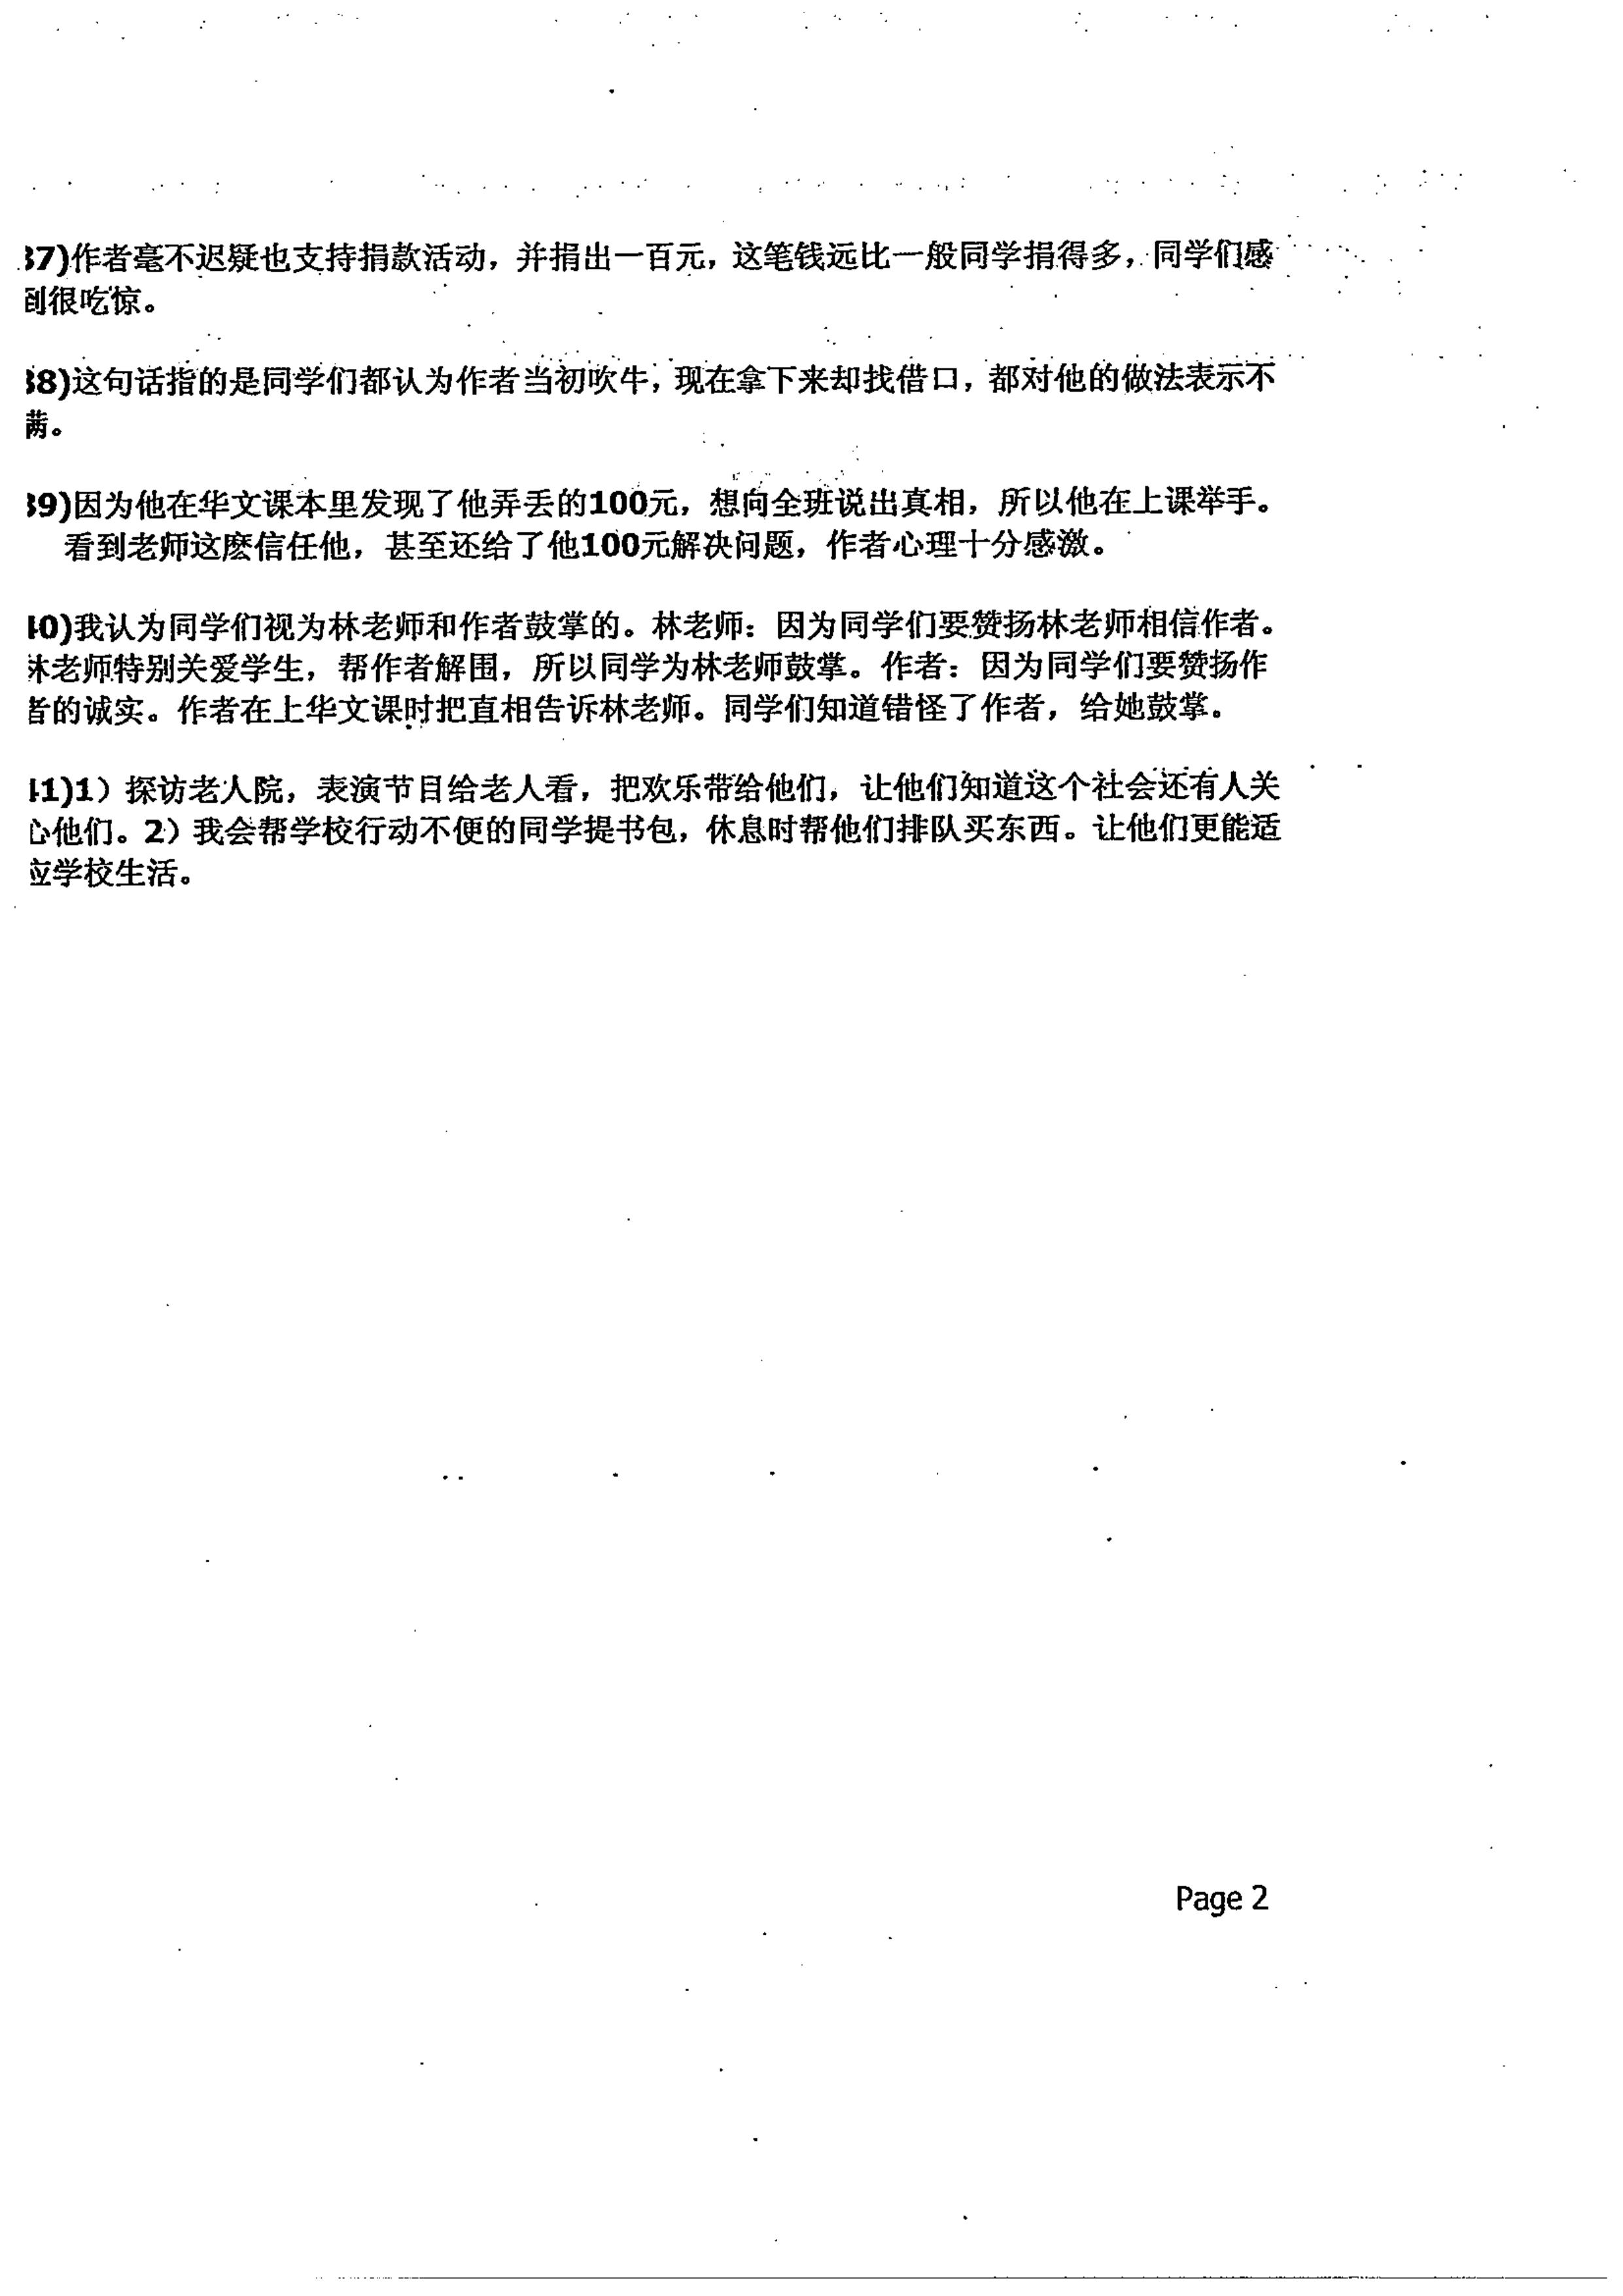 37)作者毫不迟疑也支持捐款活动，并捐出一百元，这笔钱远比一般同学捐得多，同学们感
到很吃惊。
38)这句话指的是同学们都认为作者当初吹牛，现在拿下来却找借口，都对他的做法表示不
满。
39)因为他在华文课本里发现了他弄丢的100元，想向全班说出真相，所以他在上课举手。
看到老师这麽信任他，甚至还给了他100元解决问题，作者心理十分感激。
40)我认为同学们视为林老师和作者鼓掌的。林老师：因为同学们要赞扬林老师相信作者。
林老师特别关爱学生，帮作者解围，所以同学为林老师鼓掌。作者：因为同学们要赞扬作
者的诚实。作者在上华文课时把直相告诉林老师。同学们知道错怪了作者，给她鼓掌。
41)1）探访老人院，表演节目给老人看，把欢乐带给他们，让他们知道这个社会还有人关
心他们。2）我会帮学校行动不便的同学提书包，休息时帮他们排队买东西。让他们更能适
应学校生活。
Page 2